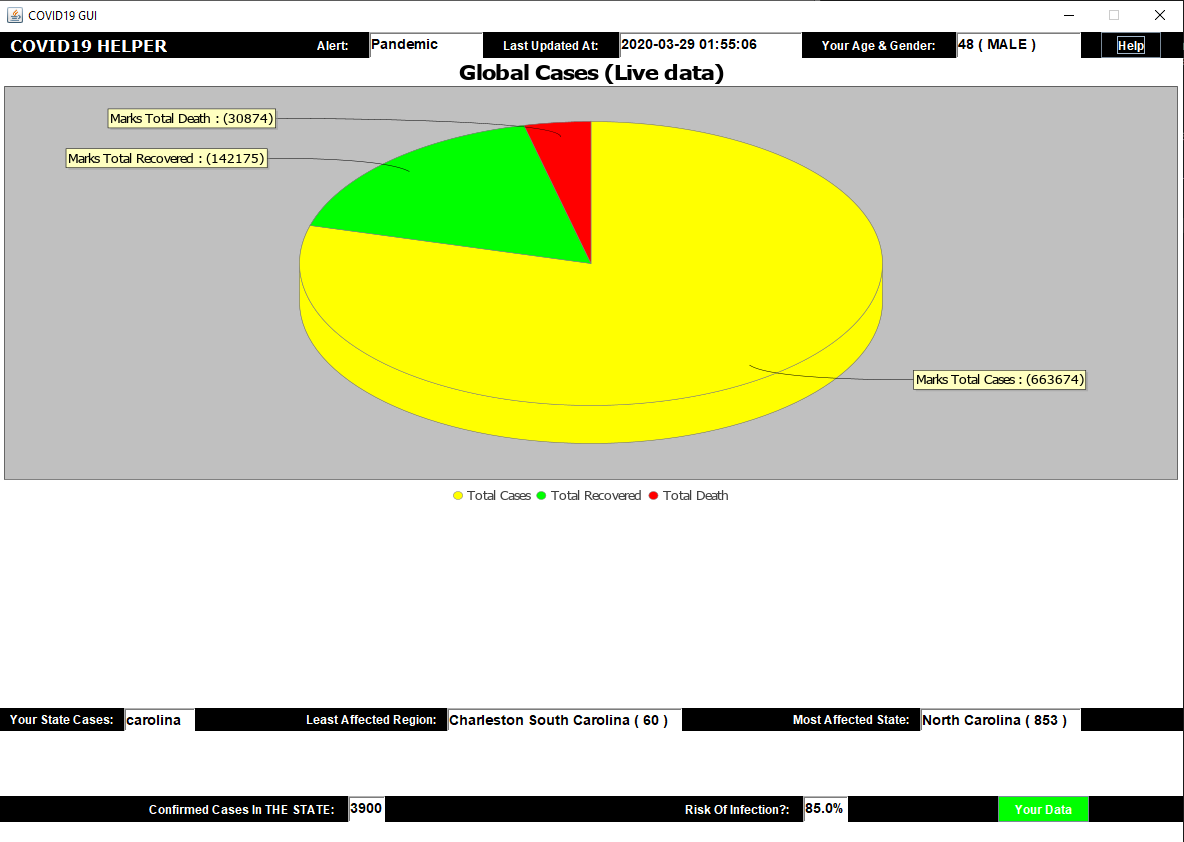 COVID19 GUI
COVID19 HELPER Alert: Pandemic Last Updated At: 2020-03-29 01:55:06 Your Age & Gender: 48 ( MALE ) Help
Global Cases (Live data)
Marks Total Death : (30874)
Marks Total Recovered : (142175)
Marks Total Cases : (663674)
Total Cases Total Recovered Total Death
Your State Cases: carolina Least Affected Region: Charleston South Carolina ( 60 ) Most Affected State: North Carolina ( 853 )
Confirmed Cases In THE STATE: 3900 Risk Of Infection?: 85.0% Your Data